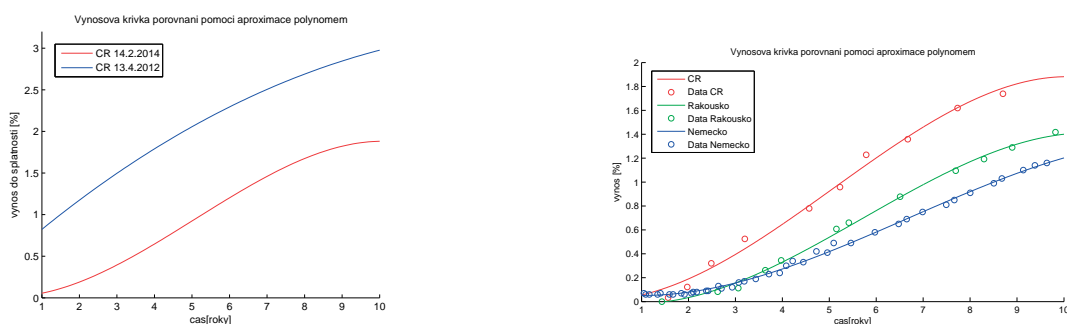 Vynosova krivka porovnani pomoci aproximace polynomem
CR 14.2.2014
CR 13.4.2012
vynos do splatnosti [%]
3
2.5
2
1.5
1
0.5
0
1 2 3 4 5 6 7 8 9 10
cas[roky]
Vynosova krivka porovnani pomoci aproximace polynomem
CR
Data CR
Rakousko
Data Rakousko
Nemecko
Data Nemecko
vynos [%]
2
1.8
1.6
1.4
1.2
1
0.8
0.6
0.4
0.2
0
1 2 3 4 5 6 7 8 9 10
cas[roky]